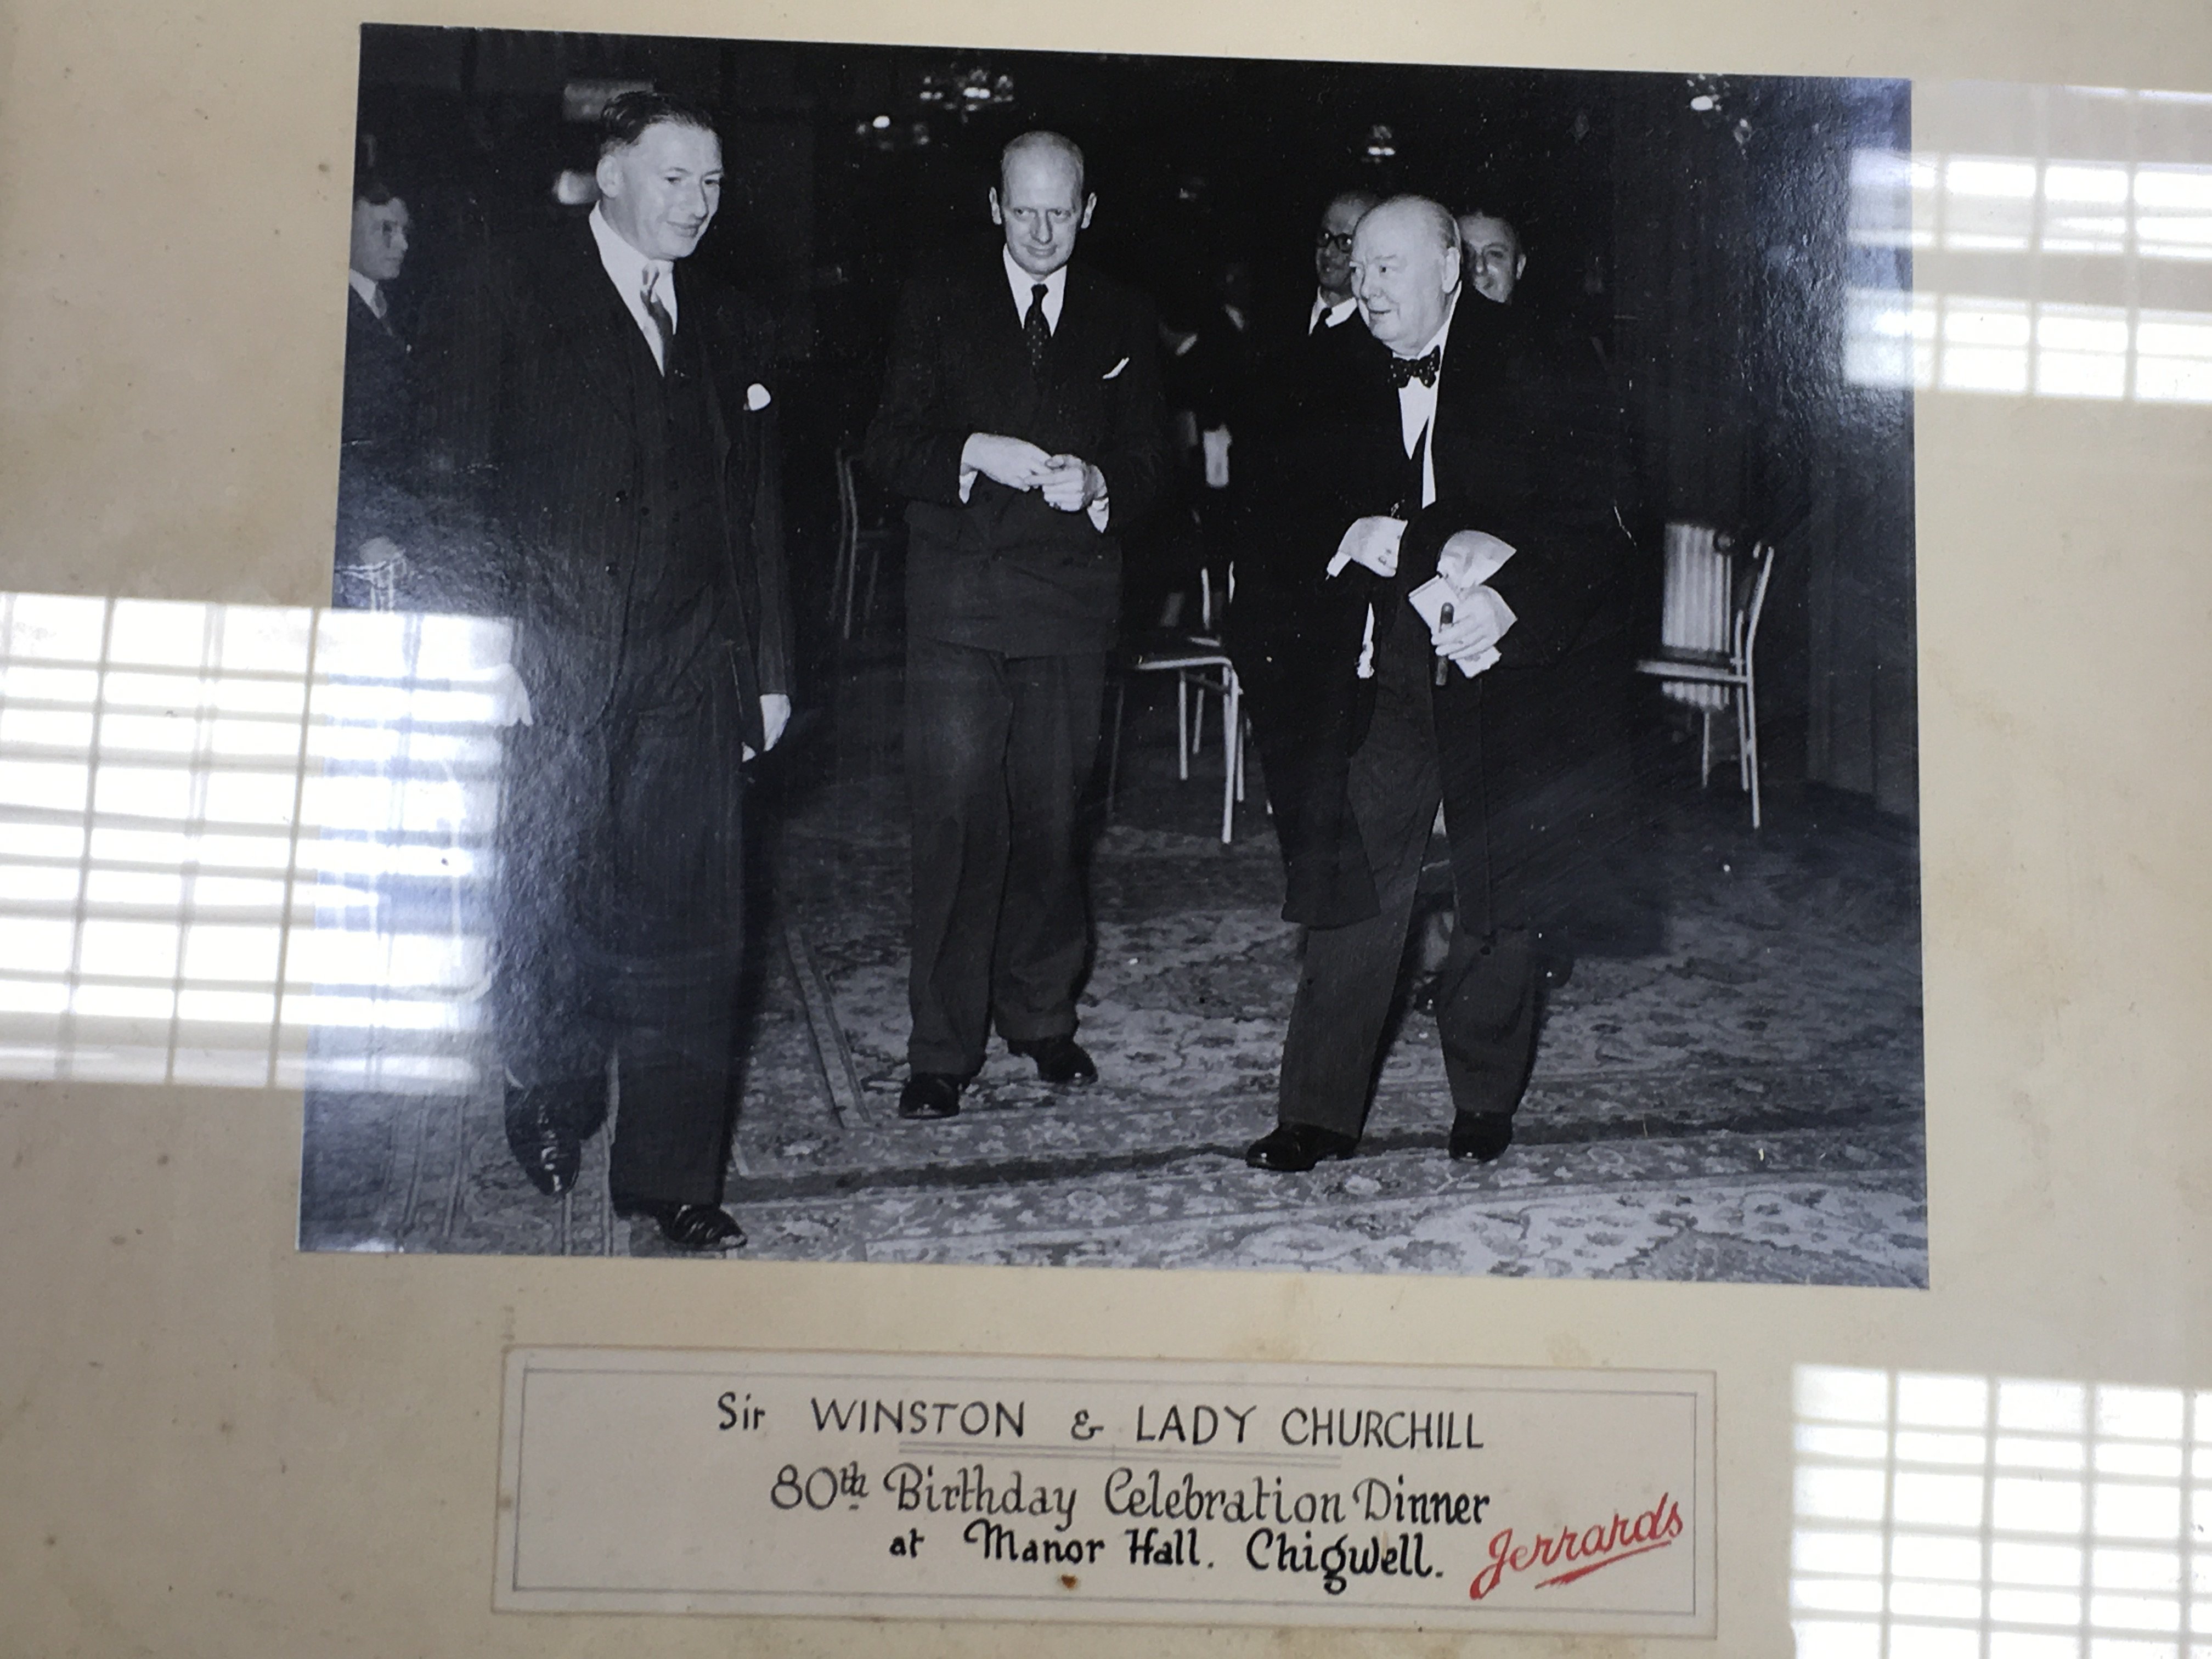 Sir WINSTON & LADY CHURCHILL
80th Birthday Celebration Dinner
at Manor Hall. Chigwell.
Jerrards